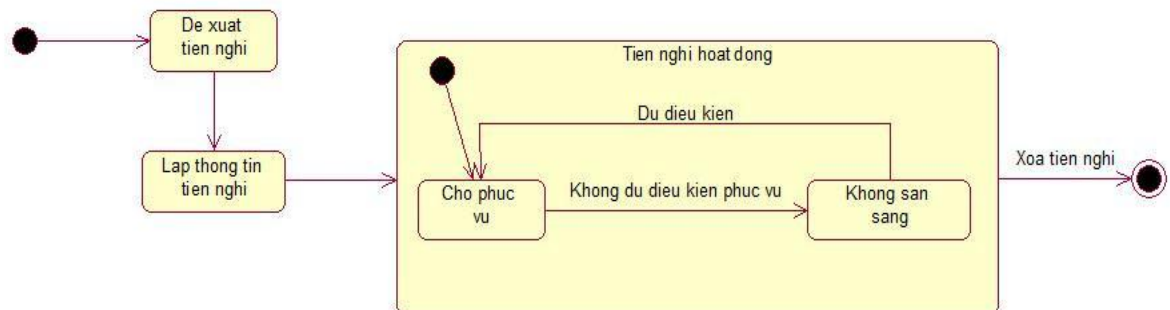 De xuat
tien nghi
Lap thong tin
tien nghi
Tien nghi hoat dong
Du dieu kien
Cho phuc
vu
Khong du dieu kien phuc vu
Khong san
sang
Xoa tien nghi